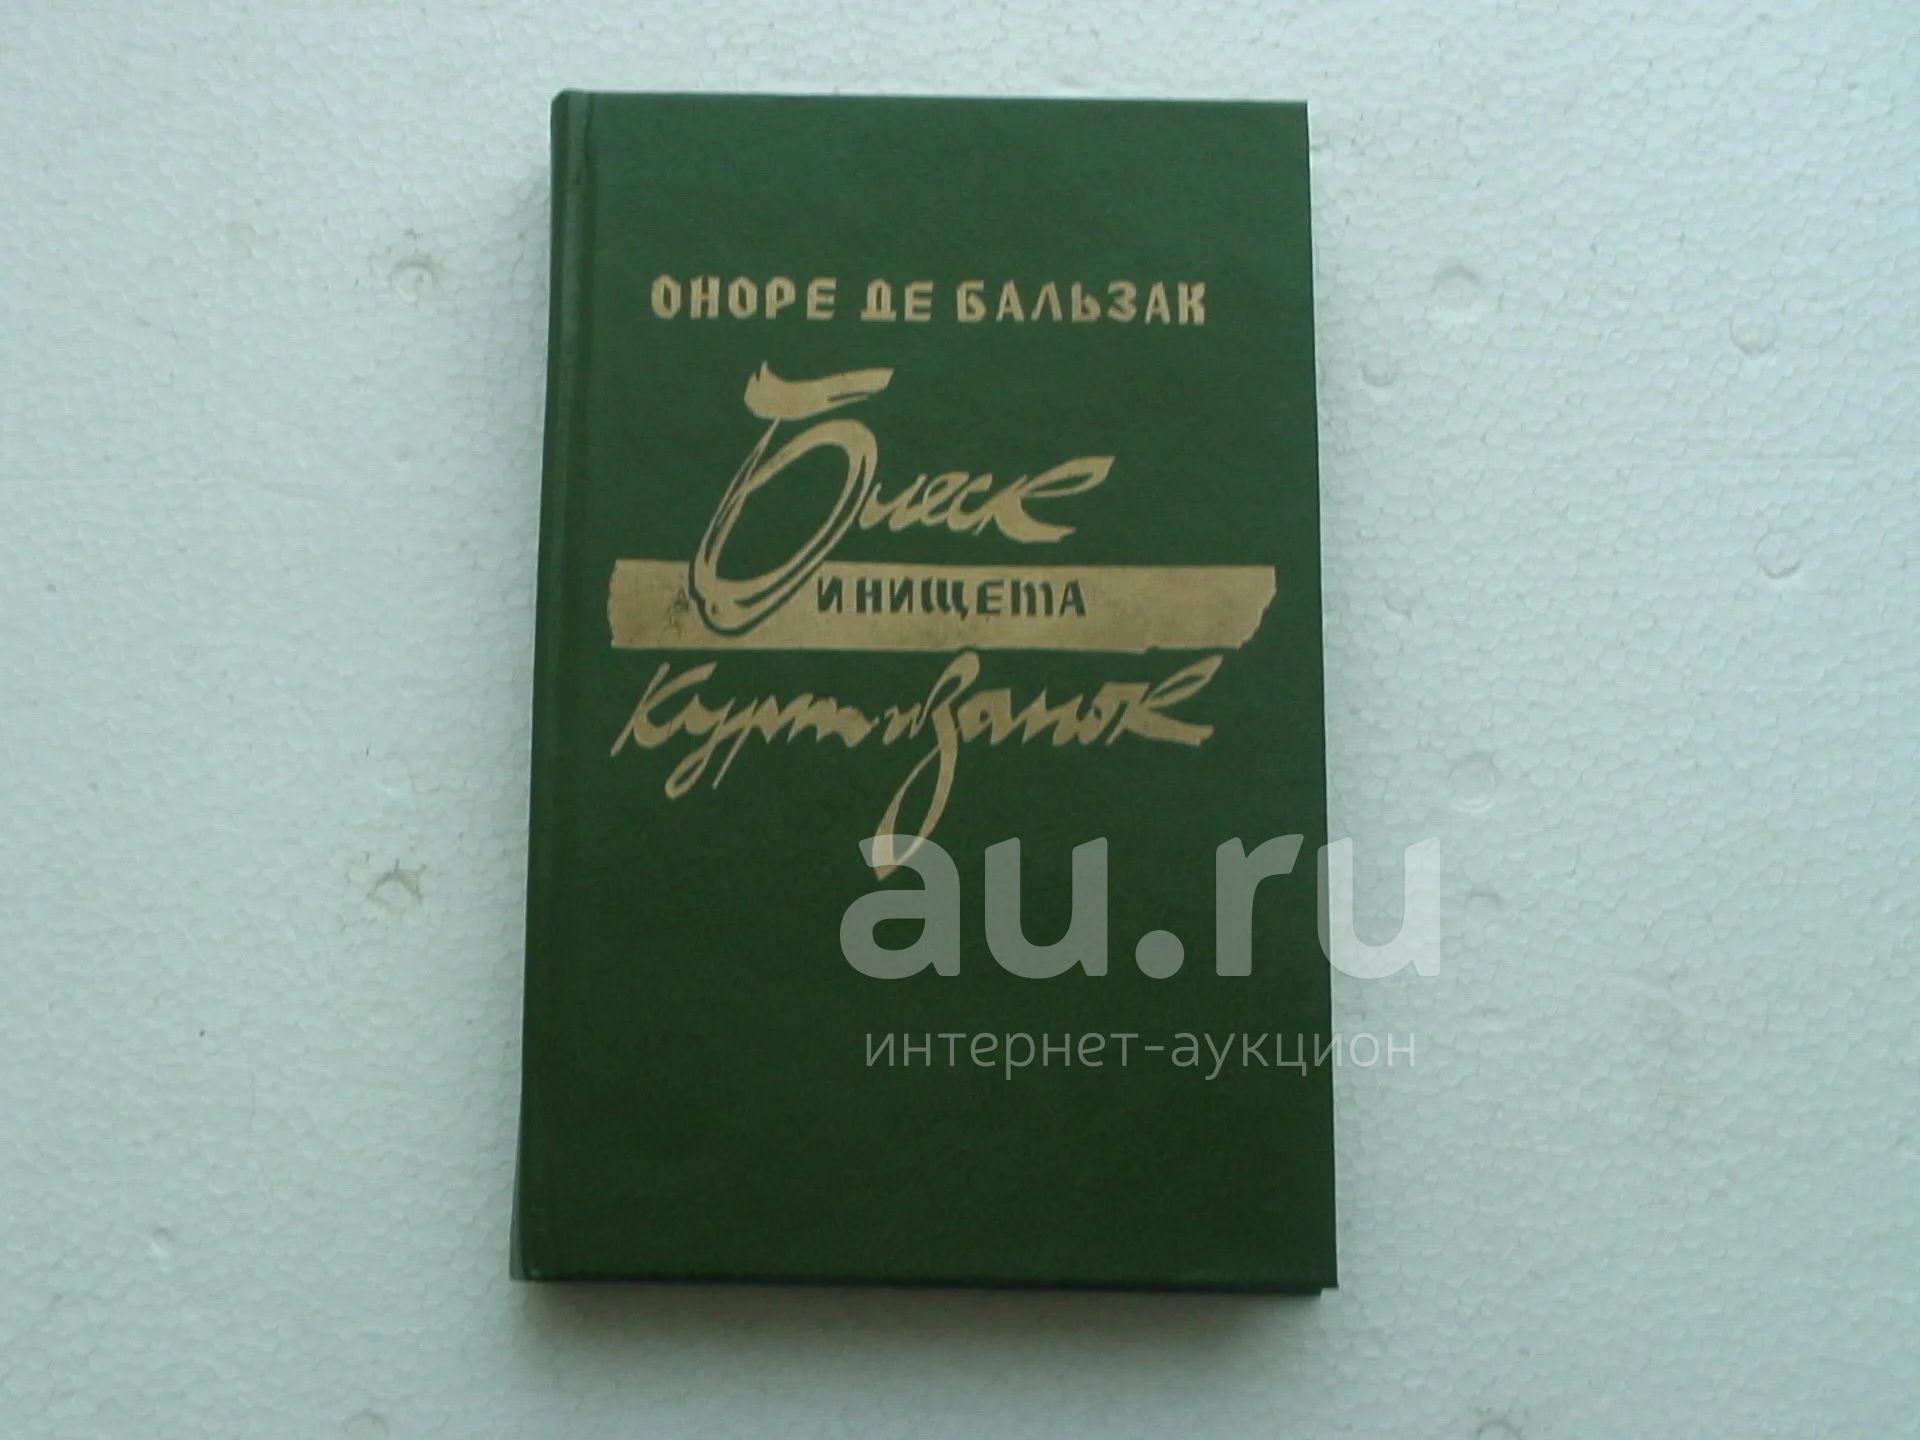 ОНОРЕ ДЕ БАЛЬЗАК
Блеск
И НИЩЕТА
куртизанок
au.ru
интернет-аукцион